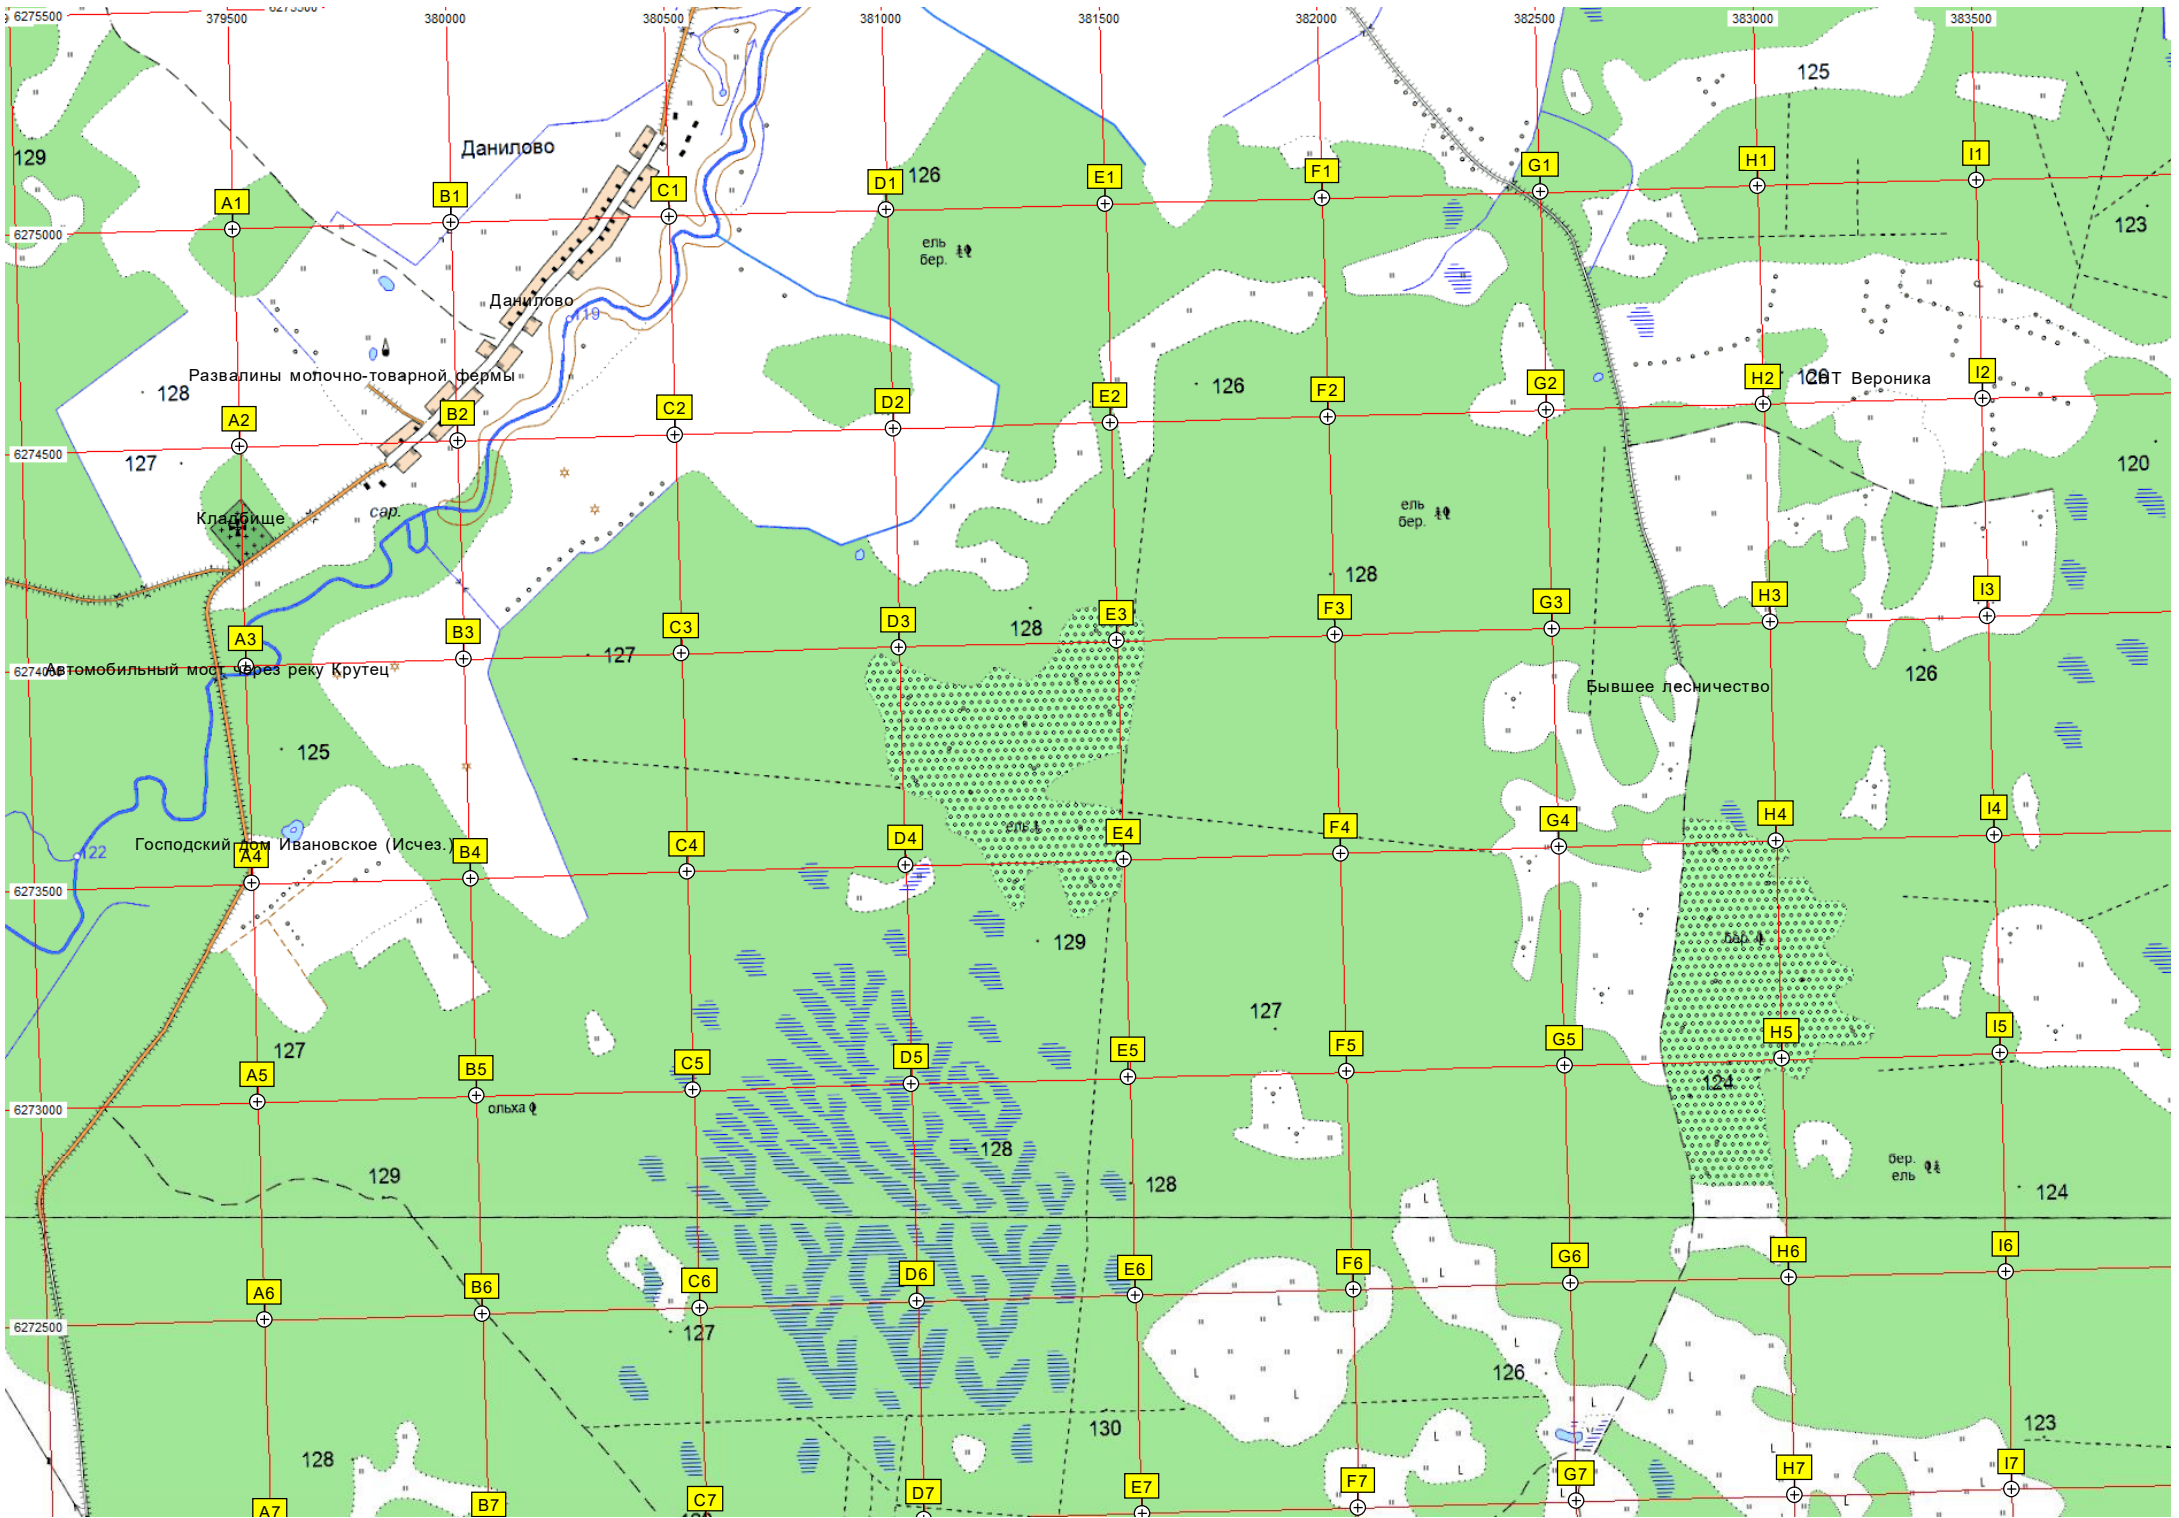 6275500
379500
6275500
380000
380500
381000
381500
382000
382500
383000
383500
125
129
Данилово
126
A1
B1
C1
D1
E1
F1
G1
H1
I1
6275000
123
ель
бер.
Данилово
119
Развалины молочно-товарной фермы
128
126
СНТ Вероника
A2
B2
C2
D2
E2
F2
G2
H2
I2
6274500
127
120
Кладбище
сар.
ель
бер.
128
A3
B3
C3
D3
E3
F3
G3
H3
I3
128
127
6274000
Автомобильный мост через реку Крутец
126
Бывшее лесничество
125
Господский дом Ивановское (Исчез.)
122
ель
A4
B4
C4
D4
E4
F4
G4
H4
I4
6273500
129
бер.
127
127
A5
B5
C5
D5
E5
F5
G5
H5
I5
6273000
ольха
124
128
129
128
бер.
ель
124
A6
B6
C6
D6
E6
F6
G6
H6
I6
6272500
127
126
130
123
128
A7
B7
C7
D7
E7
F7
G7
H7
I7